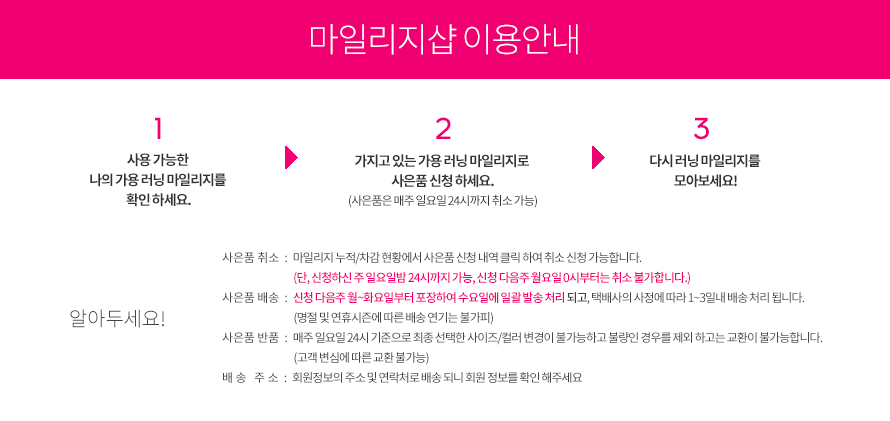 마일리지샵 이용안내
1
사용 가능한
나의 가용 러닝 마일리지를
확인 하세요.
2
가지고 있는 가용 러닝 마일리지로
사은품 신청 하세요.
(사은품은 매주 일요일 24시까지 취소 가능)
3
다시 러닝 마일리지를
모아보세요!
알아두세요!
사은품 취소 : 마일리지 누적/차감 현황에서 사은품 신청 내역 클릭 하여 취소 신청 가능합니다.
(단, 신청하신 주 일요일밤 24시까지 가능, 신청 다음주 월요일 0시부터는 취소 불가합니다.)
사은품 배송 : 신청 다음주 월~화요일부터 포장하여 수요일에 일괄 발송 처리 되고, 택배사의 사정에 따라 1~3일내 배송 처리 됩니다.
(명절 및 연휴시즌에 따른 배송 연기는 불가피)
사은품 반품 : 매주 일요일 24시 기준으로 최종 선택한 사이즈/컬러 변경이 불가능하고 불량인 경우를 제외 하고는 교환이 불가능합니다.
(고객 변심에 따른 교환 불가능)
배 송 주 소 : 회원정보의 주소 및 연락처로 배송 되니 회원 정보를 확인 해주세요